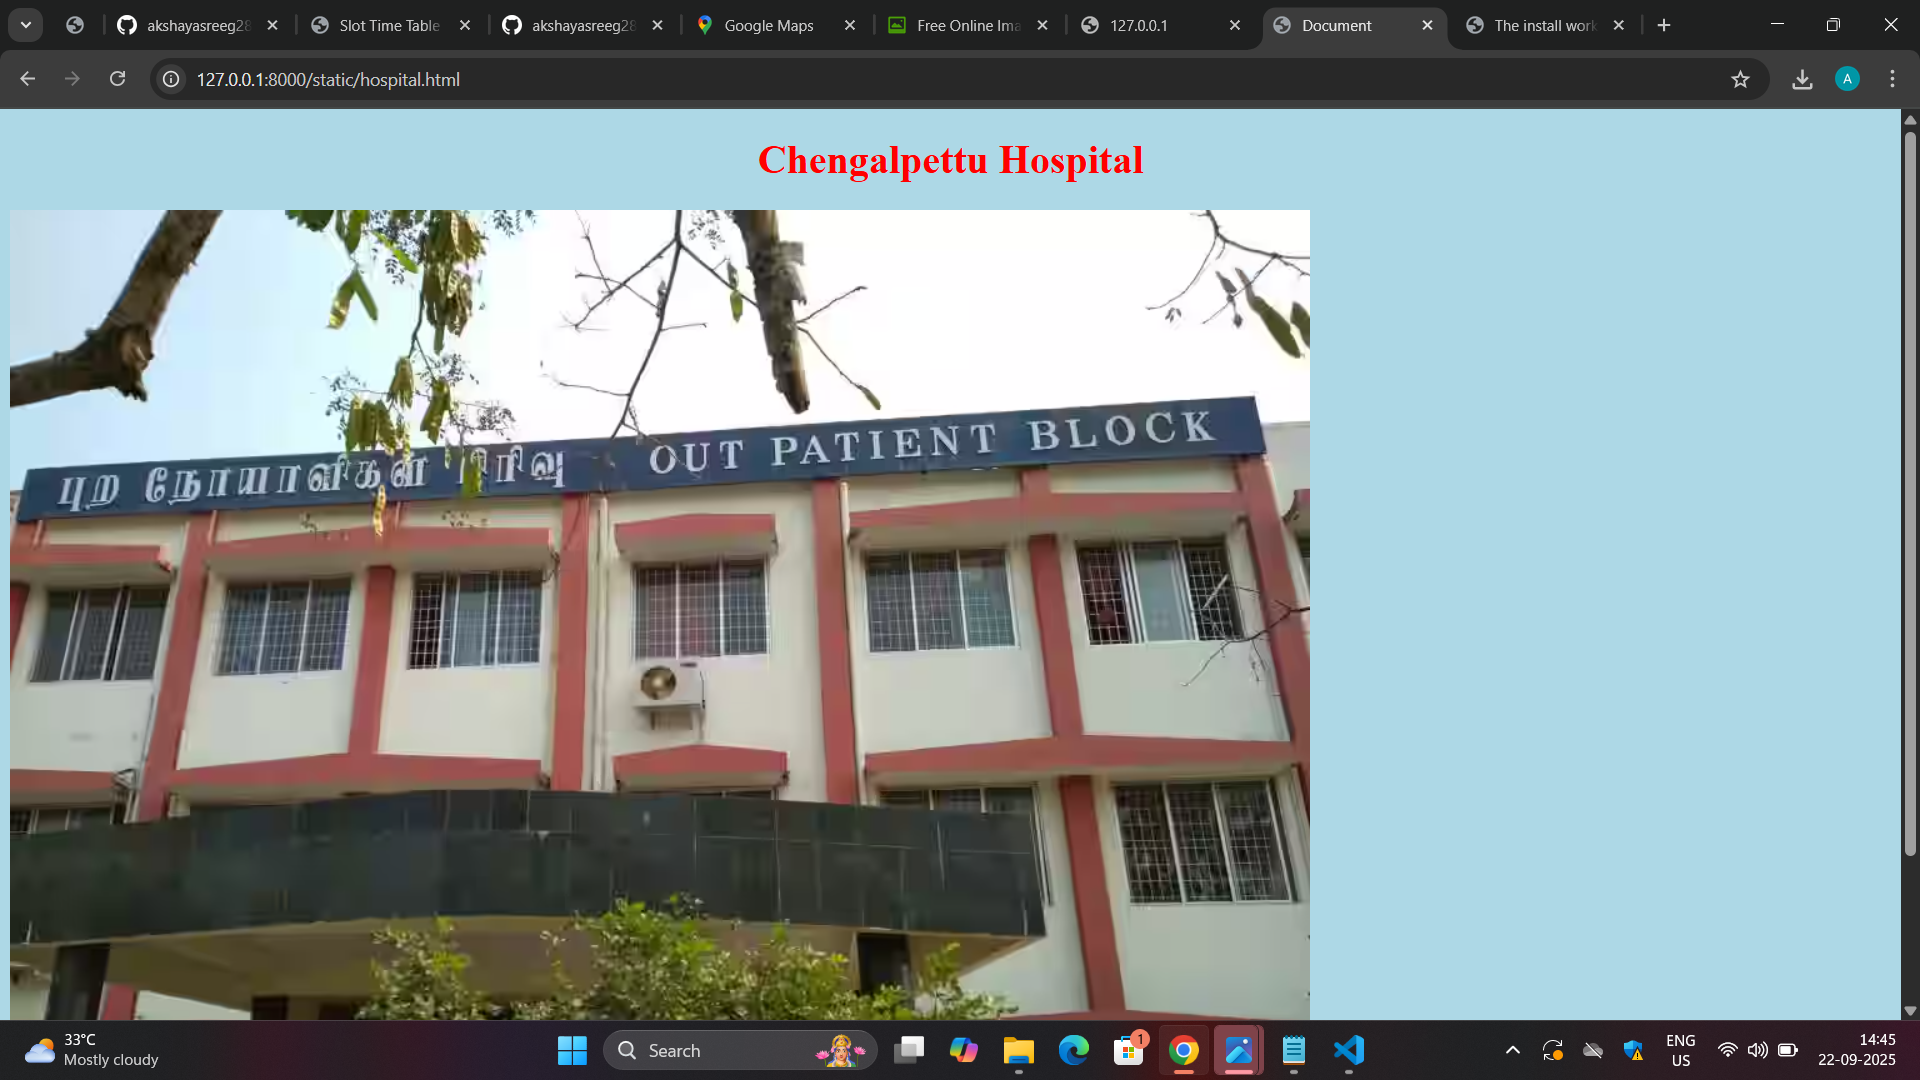 akshayasreeg28
Slot Time Table
akshayasreeg28
Google Maps
Free Online Ima
127.0.0.1
Document
The install work
127.0.0.1:8000/static/hospital.html
A
Chengalpettu Hospital
புற நோயாளிகள் பிரிவு OUT PATIENT BLOCK
33°C
Mostly cloudy
Search
1
ENG
US
14:45
22-09-2025